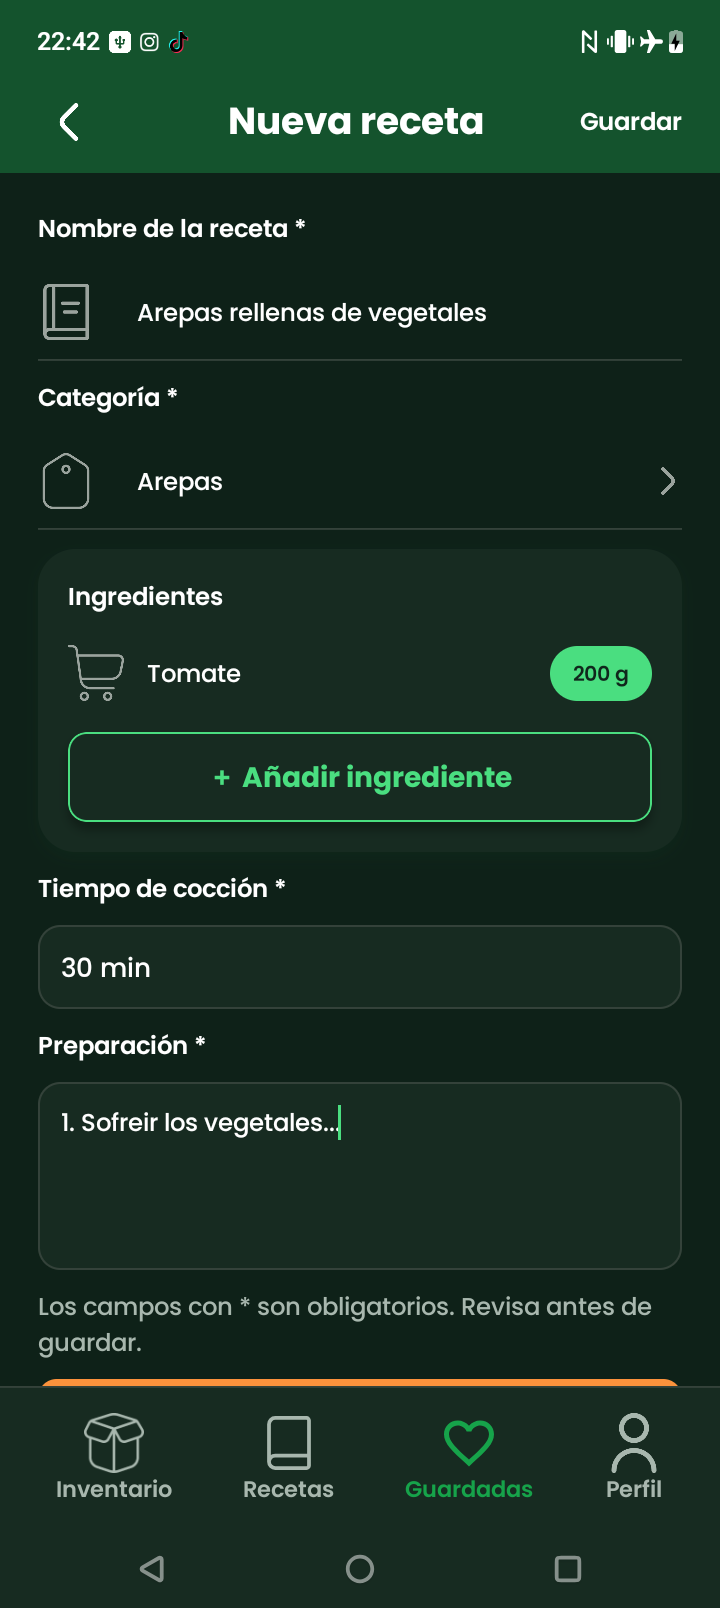 22:42
Nueva receta
Guardar
Nombre de la receta *
Arepas rellenas de vegetales
Categoría *
Arepas
Ingredientes
Tomate
200 g
+ Añadir ingrediente
Tiempo de cocción *
30 min
Preparación *
1. Sofreir los vegetales...
Los campos con * son obligatorios. Revisa antes de
guardar.
Inventario
Recetas
Guardadas
Perfil